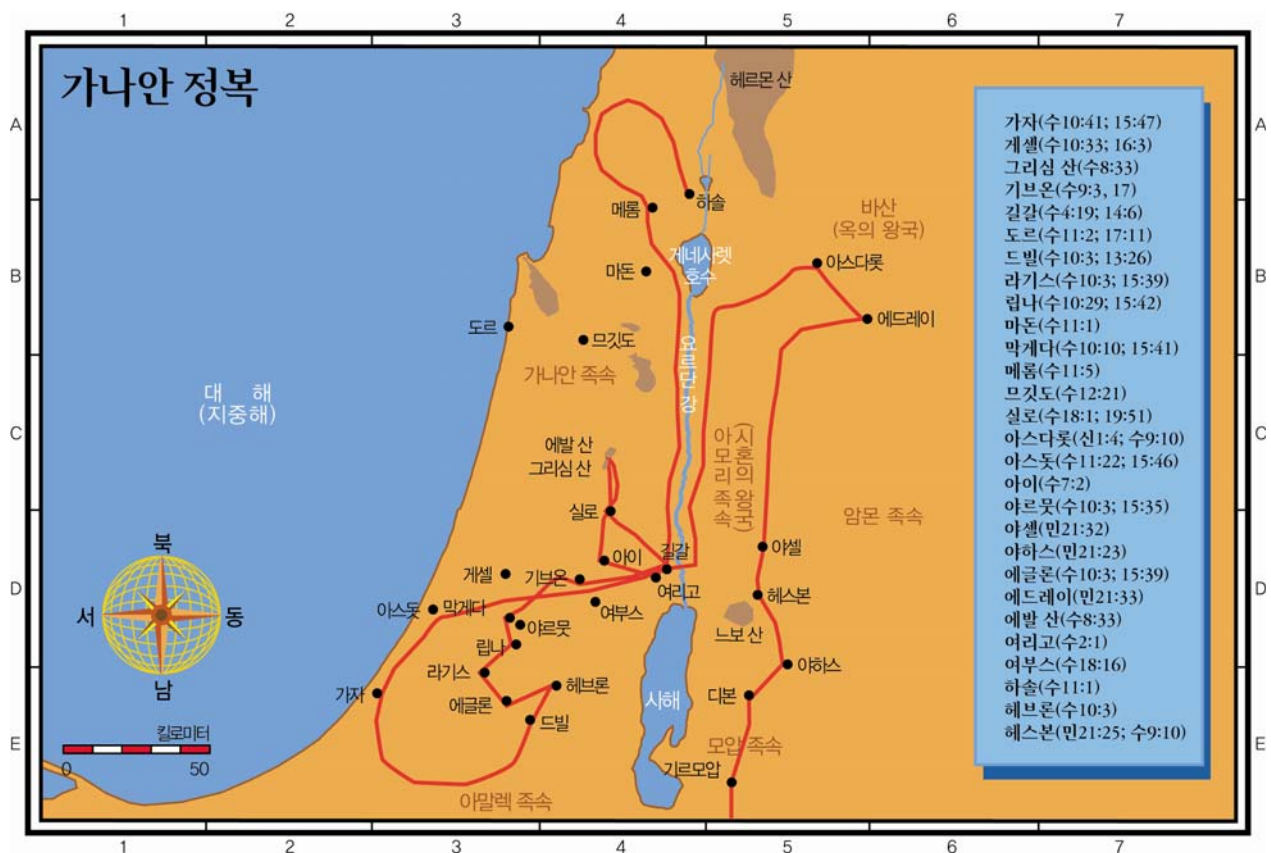 1 2 3 4 5 6 7
가나안 정복
헤르몬 산
A A
하솔
메롬
바산
(옥의 왕국)
게네사렛
호수
마돈
아스다롯
B B
에드레이
도르
므깃도
요르단 강
가나안 족속
대 해
(지중해)
C C
에발 산
그리심 산
아모리 족속
(시혼의 왕국)
실로
암몬 족속
야셀
북
서 동
남
게셀
기브온
아이
길갈
여리고
D D
헤스본
아스돗
막게다
여부스
야르뭇
느보 산
립나
야하스
라기스
헤브론
가자
에글론
드빌
사해
디본
킬로미터
0 50
E E
모압 족속
기르모압
아말렉 족속
가자(수10:41; 15:47)
게셀(수10:33; 16:3)
그리심 산(수8:33)
기브온(수9:3, 17)
길갈(수4:19; 14:6)
도르(수11:2; 17:11)
드빌(수10:3; 13:26)
라기스(수10:3; 15:39)
립나(수10:29; 15:42)
마돈(수11:1)
막게다(수10:10; 15:41)
메롬(수11:5)
므깃도(수12:21)
실로(수18:1; 19:51)
아스다롯(신1:4; 수9:10)
아스돗(수11:22; 15:46)
아이(수7:2)
야르뭇(수10:3; 15:35)
야셀(민21:32)
야하스(민21:23)
에글론(수10:3; 15:39)
에드레이(민21:33)
에발 산(수8:33)
여리고(수2:1)
여부스(수18:16)
하솔(수11:1)
헤브론(수10:3)
헤스본(민21:25; 수9:10)
1 2 3 4 5 6 7